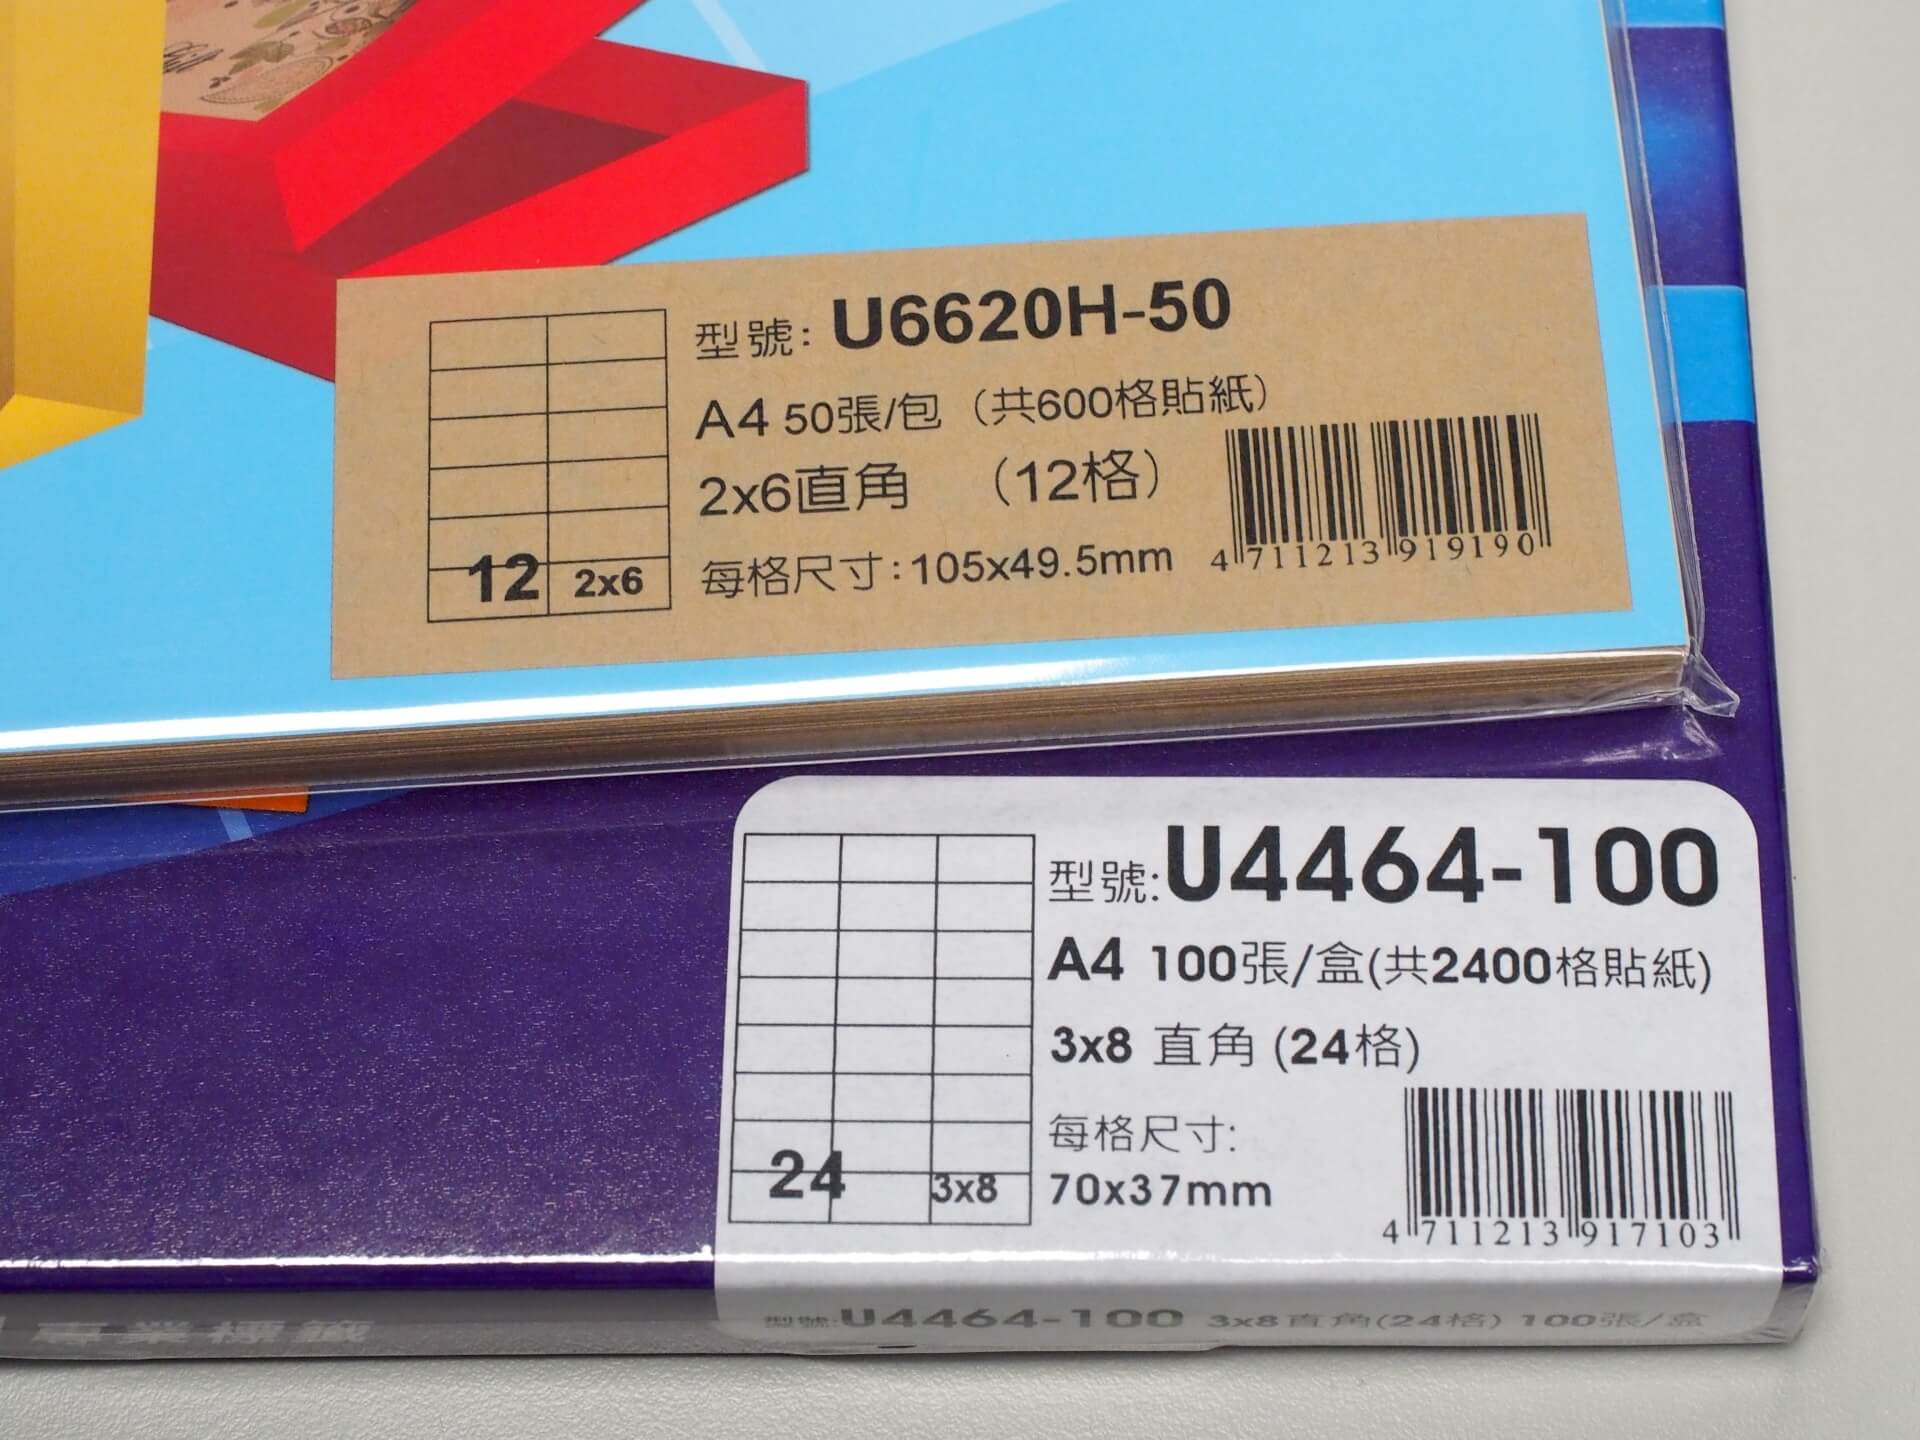 型號: U6620H-50
A4 50張/包（共600格貼紙）
2x6直角 （12格）
每格尺寸:105x49.5mm
12 2x6
4 711213 919190
型號:U4464-100
A4 100張/盒(共2400格貼紙)
3x8 直角 (24格)
每格尺寸:
70x37mm
24 3x8
4 711213 917103
型號:U4464-100 3x8直角(24格) 100張/盒
專業標籤